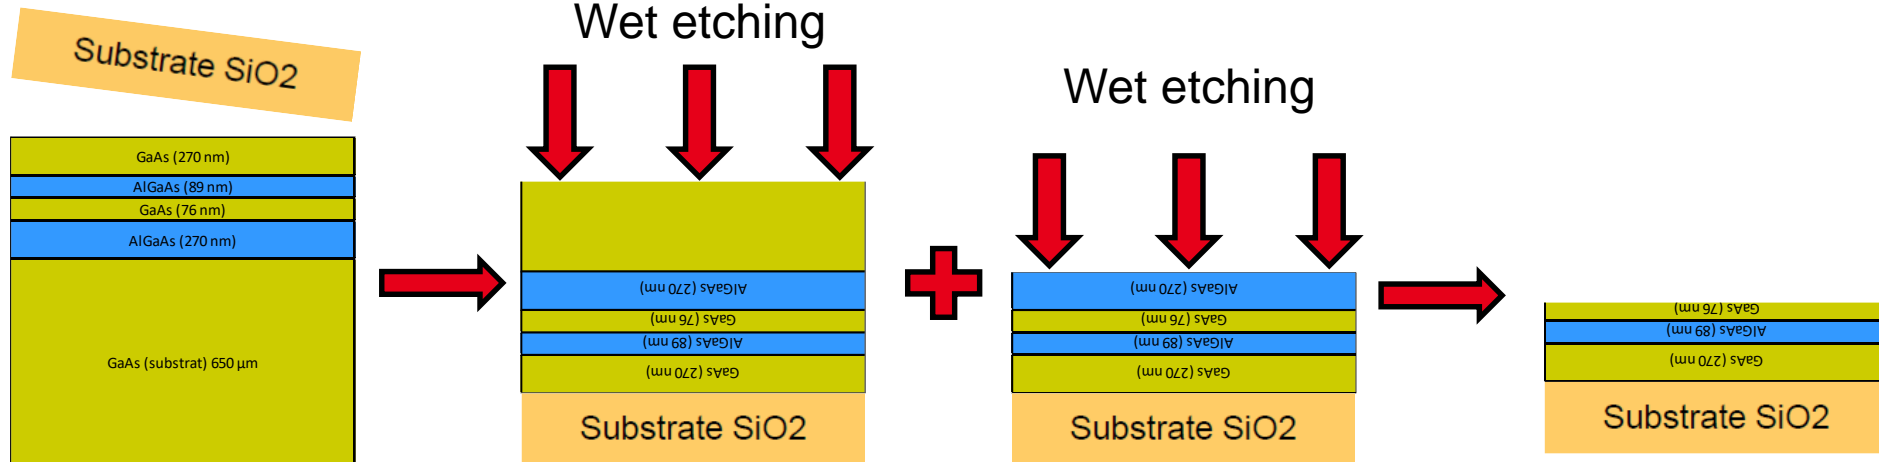 Substrate SiO2
GaAs (270 nm)
AlGaAs (89 nm)
GaAs (76 nm)
AlGaAs (270 nm)
GaAs (substrat) 650 µm
Wet etching
AlGaAs (270 nm)
GaAs (76 nm)
AlGaAs (89 nm)
GaAs (270 nm)
Substrate SiO2
Wet etching
AlGaAs (270 nm)
GaAs (76 nm)
AlGaAs (89 nm)
GaAs (270 nm)
Substrate SiO2
GaAs (76 nm)
AlGaAs (89 nm)
GaAs (270 nm)
Substrate SiO2